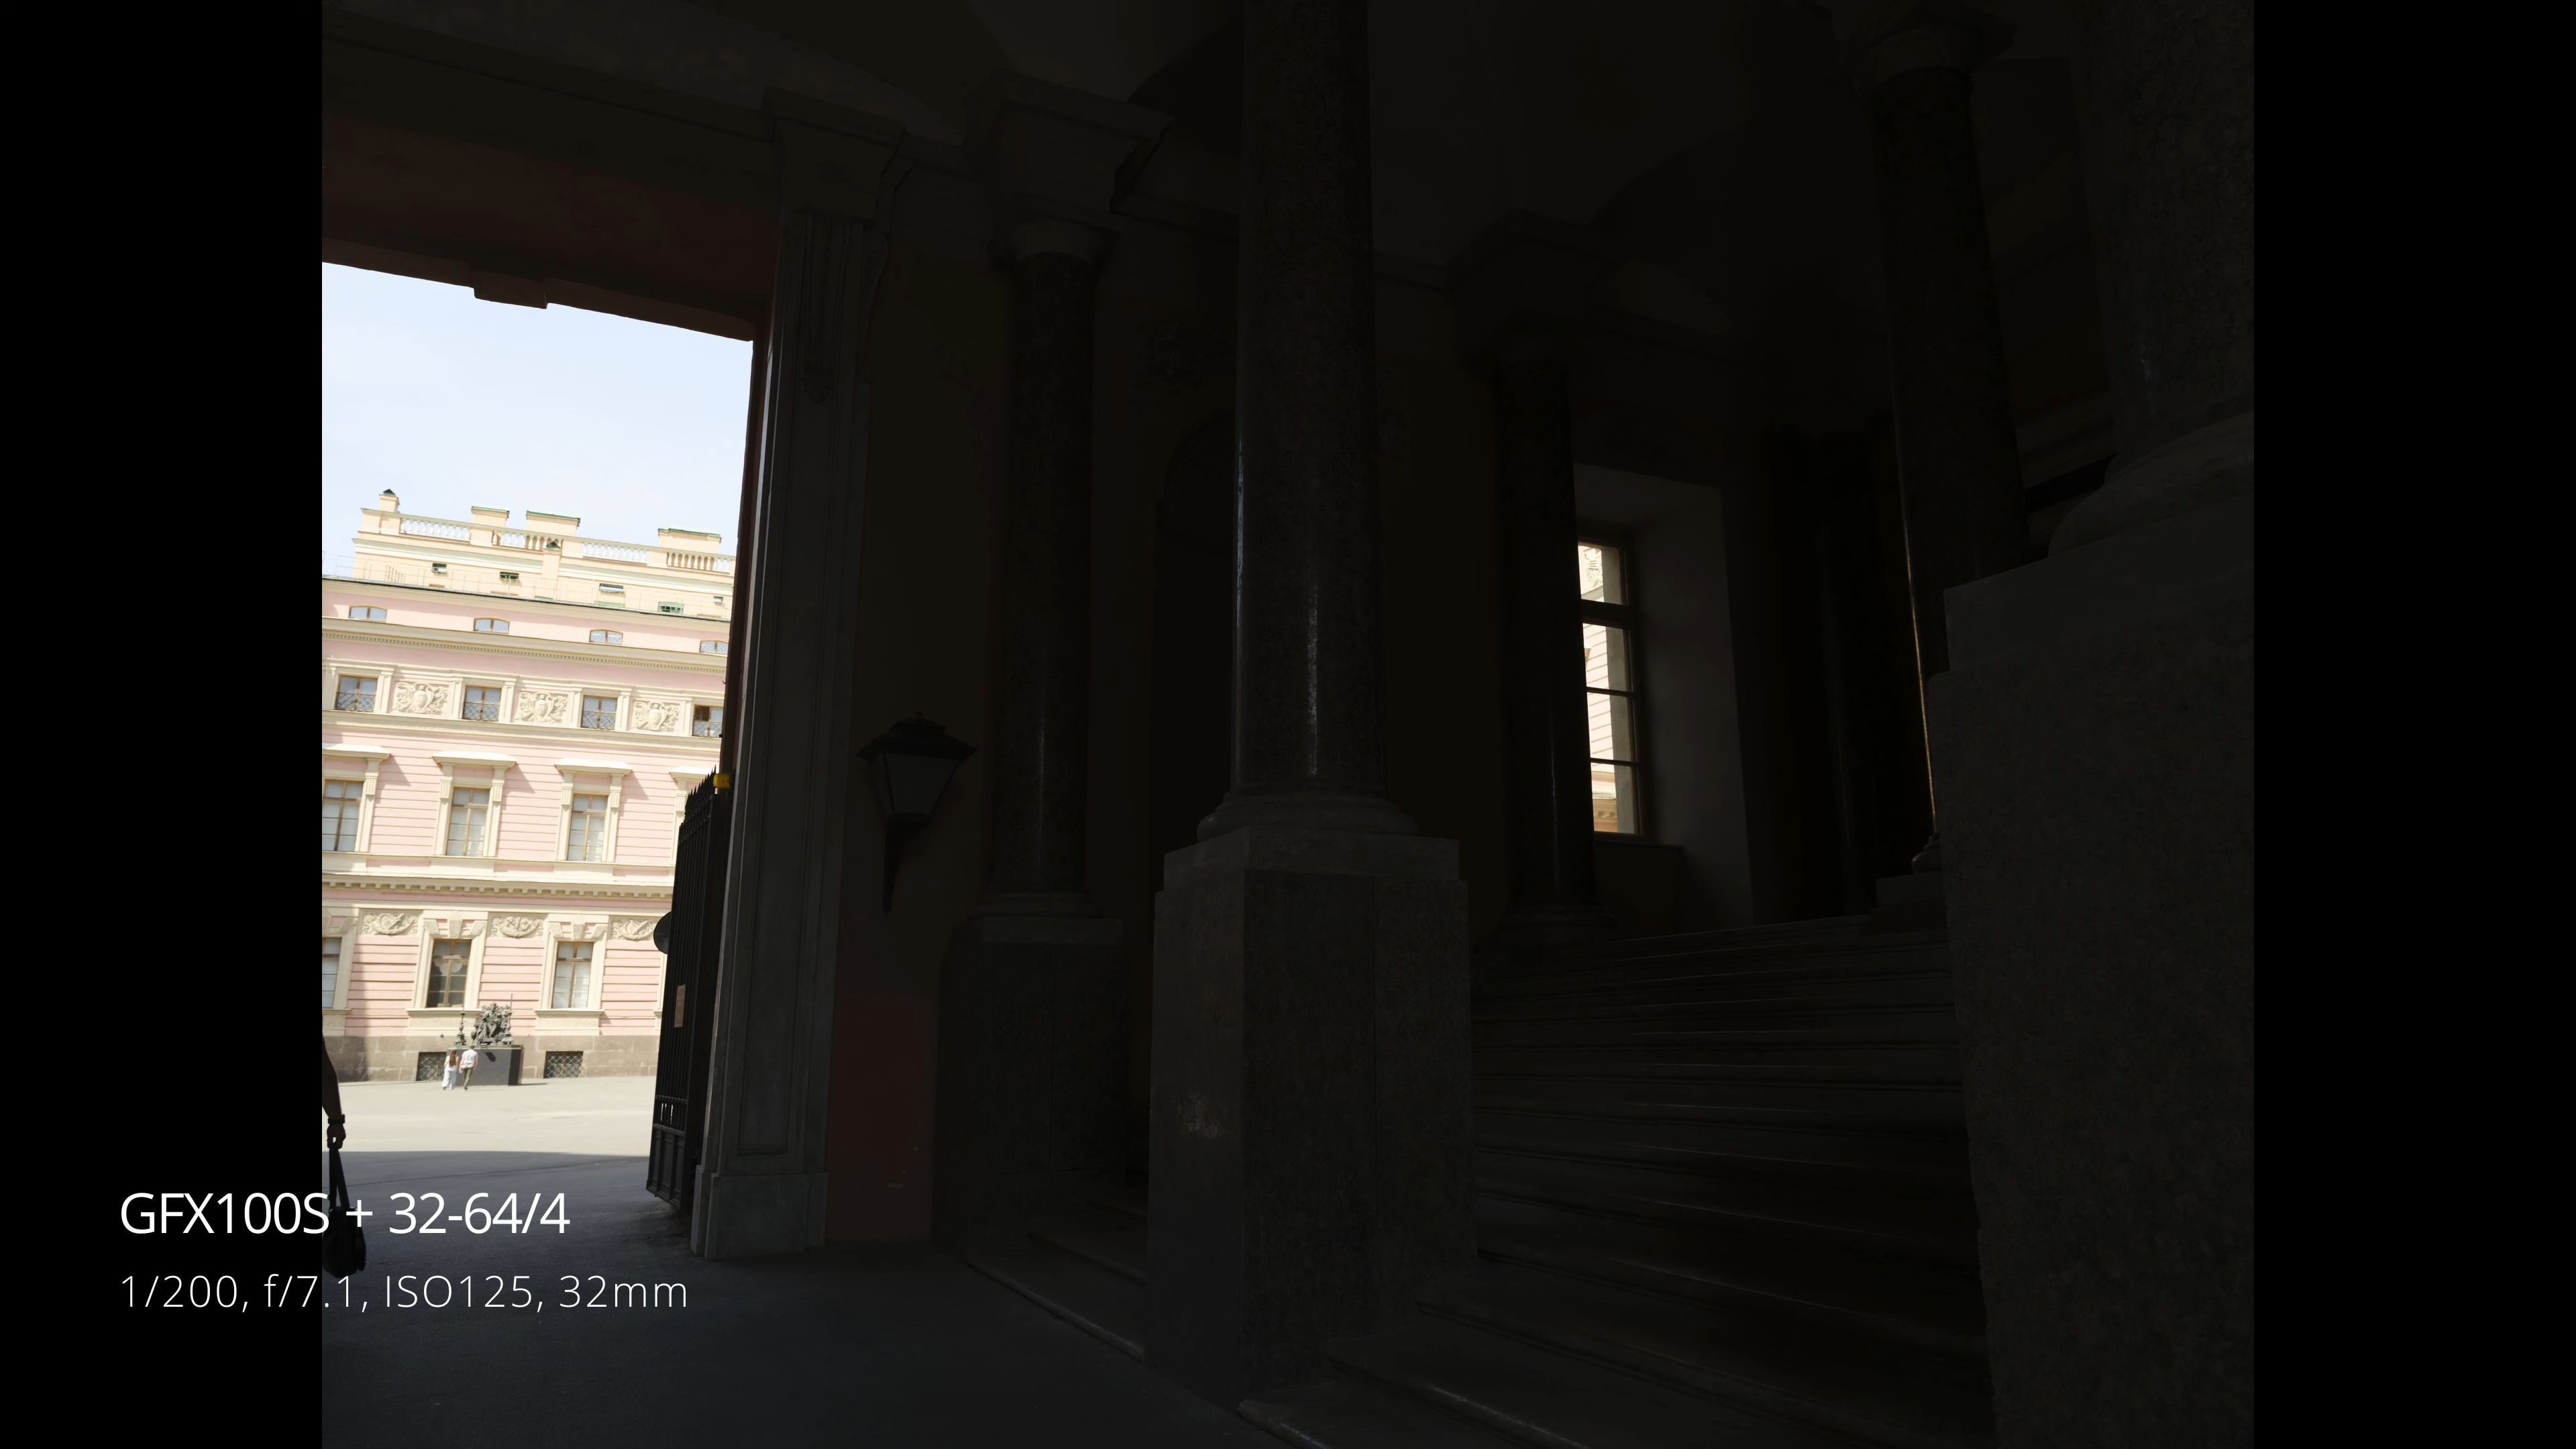 GFX100S + 32-64/4
1/200, f/7.1, ISO125, 32mm